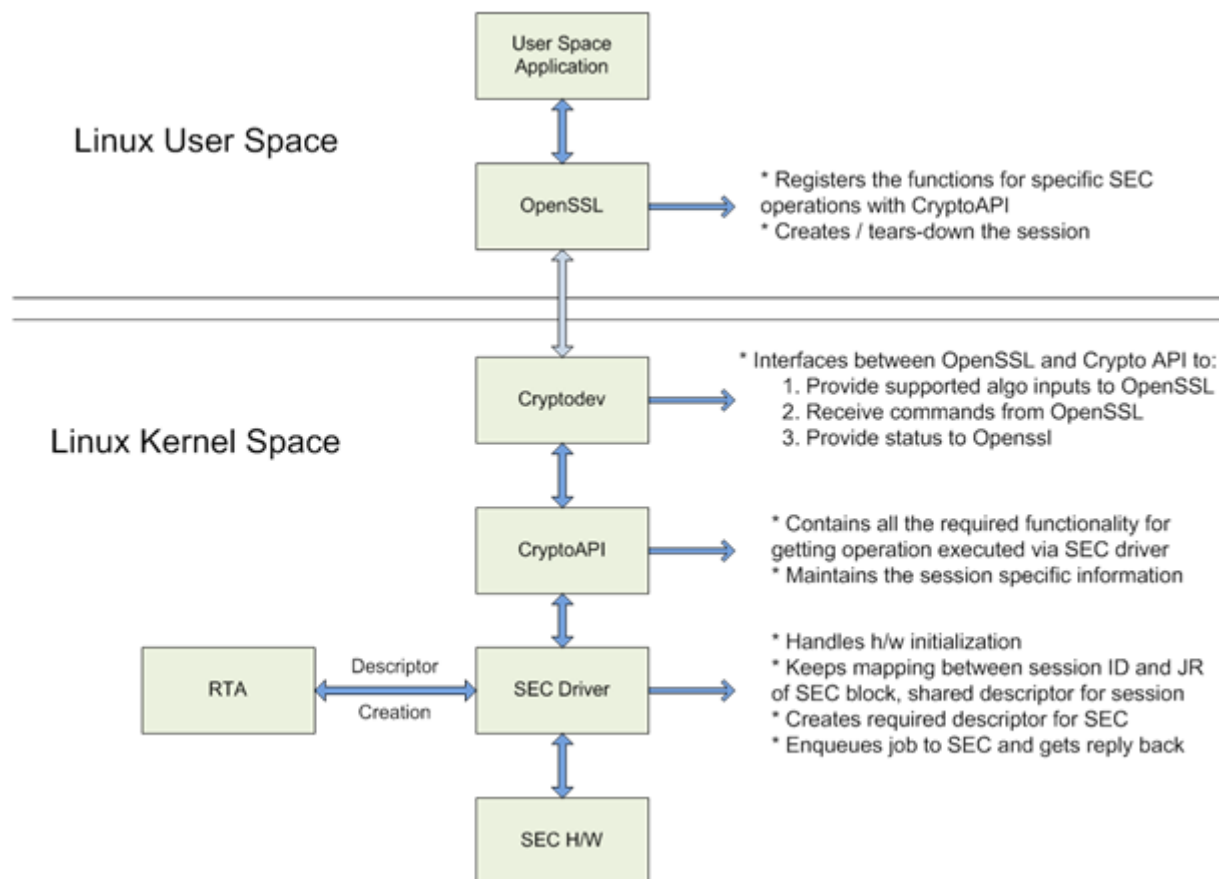 User Space
Application
Linux User Space
OpenSSL
* Registers the functions for specific SEC
operations with CryptoAPI
* Creates / tears-down the session
Cryptodev
* Interfaces between OpenSSL and Crypto API to:
1. Provide supported algo inputs to OpenSSL
2. Receive commands from OpenSSL
3. Provide status to Openssl
Linux Kernel Space
CryptoAPI
* Contains all the required functionality for
getting operation executed via SEC driver
* Maintains the session specific information
RTA
Descriptor
Creation
SEC Driver
* Handles h/w initialization
* Keeps mapping between session ID and JR
of SEC block, shared descriptor for session
* Creates required descriptor for SEC
* Enqueues job to SEC and gets reply back
SEC H/W